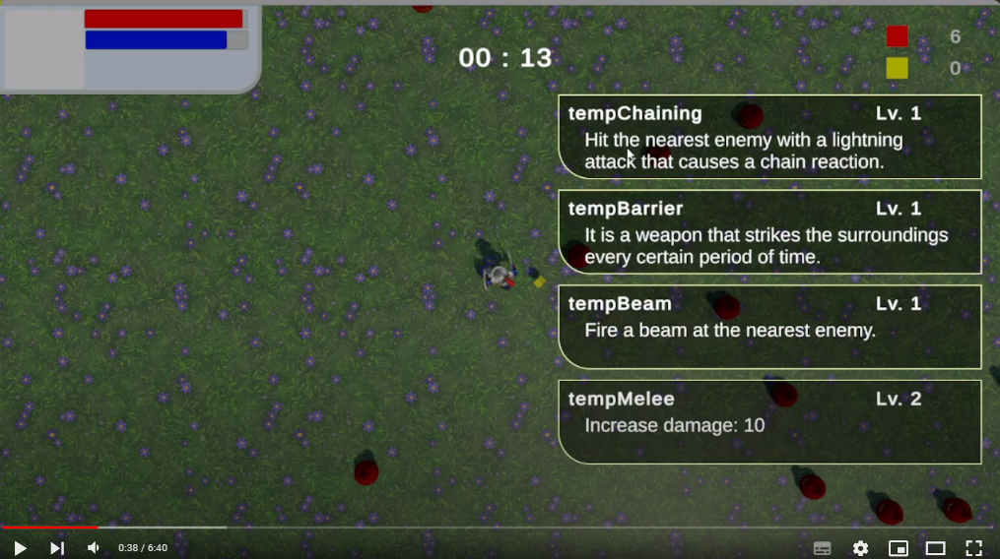 00 : 13
6
0
tempChaining Lv. 1
Hit the nearest enemy with a lightning
attack that causes a chain reaction.
tempBarrier Lv. 1
It is a weapon that strikes the surroundings
every certain period of time.
tempBeam Lv. 1
Fire a beam at the nearest enemy.
tempMelee Lv. 2
Increase damage: 10
0:38 / 6:40